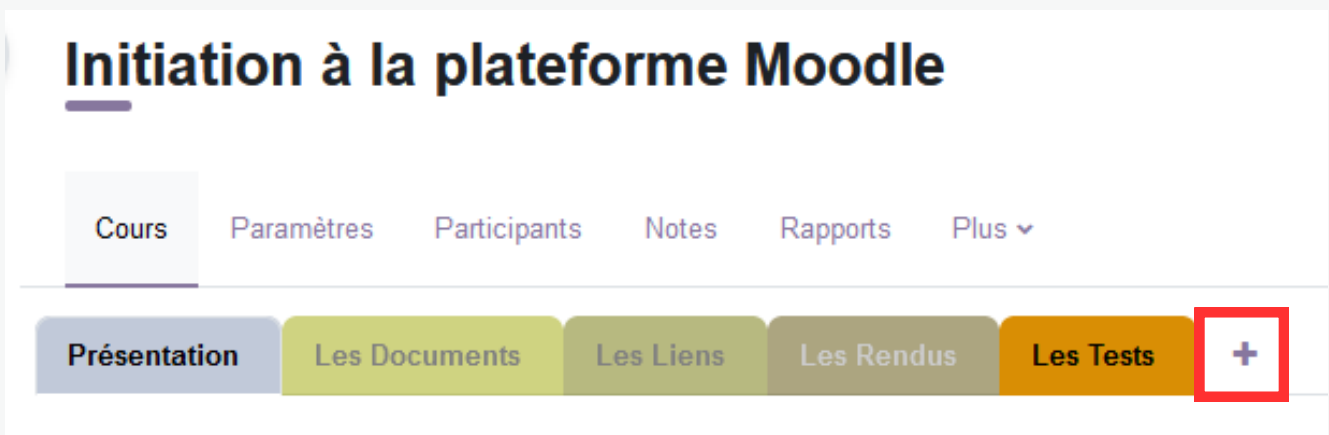 Initiation à la plateforme Moodle
Cours Paramètres Participants Notes Rapports Plus
Présentation Les Documents Les Liens Les Rendus Les Tests +